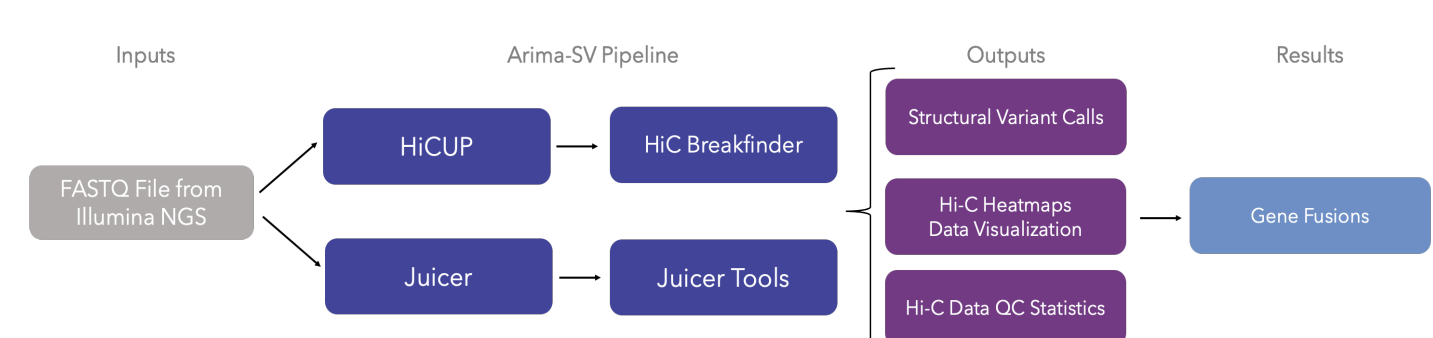 Inputs
Arima-SV Pipeline
Outputs
Results
FASTQ File from
Illumina NGS
HiCUP
HiC Breakfinder
Juicer
Juicer Tools
Structural Variant Calls
Hi-C Heatmaps
Data Visualization
Hi-C Data QC Statistics
Gene Fusions